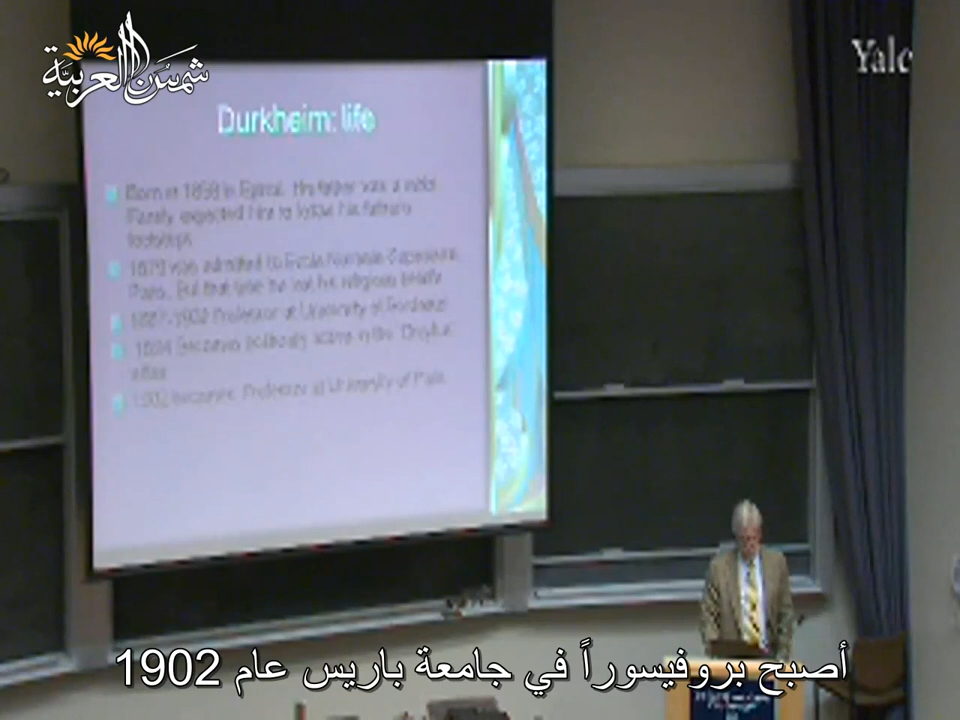 شمس العربية
Yale
Durkheim: life
Born at 1858 in Epinal. His father was a rabbi
Family expected him to follow his father's
footsteps
1879 was admitted to Ecole Normale Superieure
Paris. But that time he lost his religious beliefs
1887-1902 Professor at University of Bordeaux
1894 Becomes politically active in the Dreyfus
affair
1902 becomes Professor at University of Paris
أصبح بروفيسوراً في جامعة باريس عام 1902